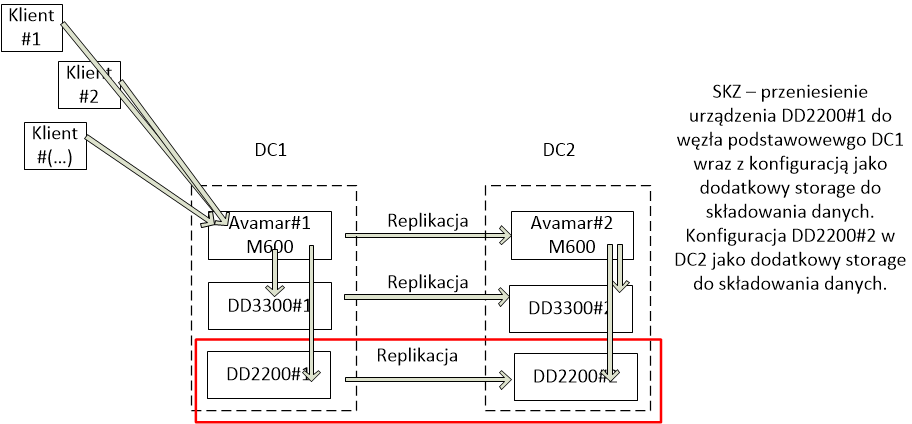 Klient
#1
Klient
#2
Klient
#(...)
DC1
DC2
Avamar#1
M600
Replikacja
Avamar#2
M600
DD3300#1
Replikacja
DD3300#2
DD2200#1
Replikacja
DD2200#2
SKZ – przeniesienie
urządzenia DD2200#1 do
węzła podstawowewgo DC1
wraz z konfiguracją jako
dodatkowy storage do
składowania danych.
Konfiguracja DD2200#2 w
DC2 jako dodatkowy storage
do składowania danych.